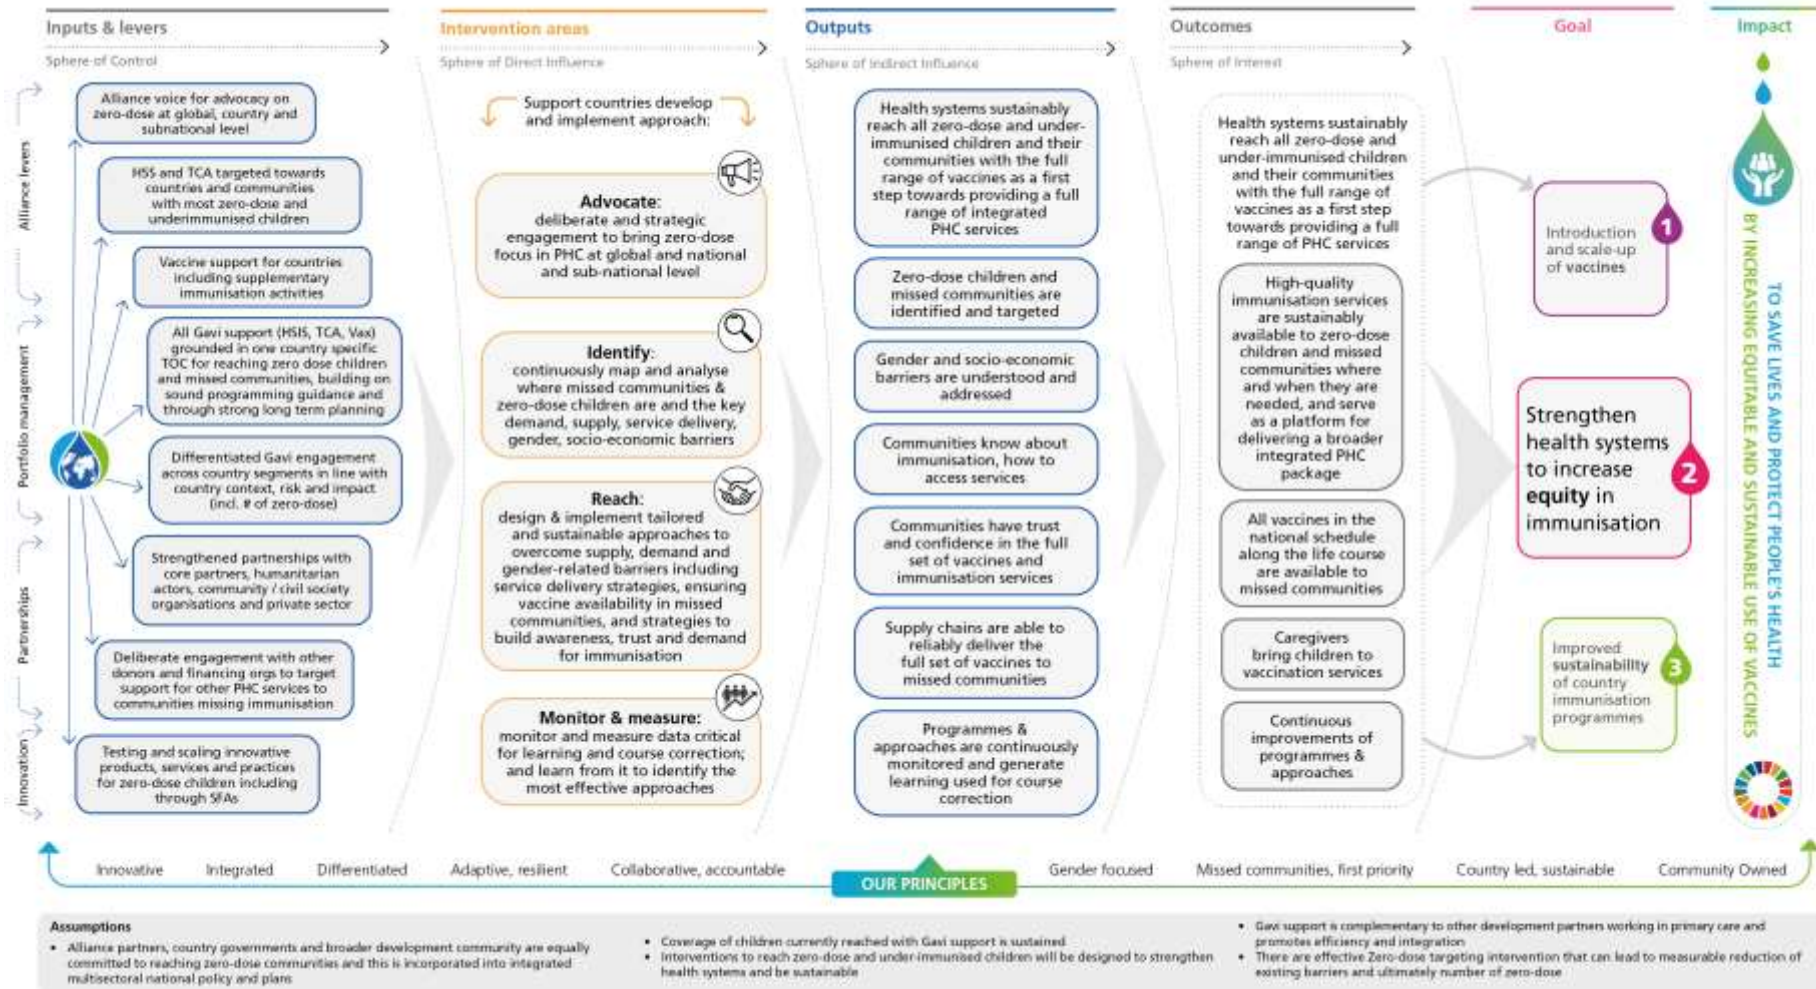 Inputs & levers
Sphere of Control
Alliance levers
Portfolio management
Partnerships
Innovation
Alliance voice for advocacy on
zero-dose at global, country and
subnational level
HSS and TCA targeted towards
countries and communities
with most zero-dose and
underimmunised children
Vaccine support for countries
including supplementary
immunisation activities
All Gavi support (HSIS, TCA, Vax)
grounded in one country specific
TOC for reaching zero dose children
and missed communities, building on
sound programming guidance and
through strong long term planning
Differentiated Gavi engagement
across country segments in line with
country context, risk and impact
(incl. # of zero-dose)
Strengthened partnerships with
core partners, humanitarian
actors, community / civil society
organisations and private sector
Deliberate engagement with other
donors and financing orgs to target
support for other PHC services to
communities missing immunisation
Testing and scaling innovative
products, services and practices
for zero-dose children including
through SFAs
Intervention areas
Sphere of Direct Influence
Support countries develop
and implement approach:
Advocate:
deliberate and strategic
engagement to bring zero-dose
focus in PHC at global and national
and sub-national level
Identify:
continuously map and analyse
where missed communities &
zero-dose children are and the key
demand, supply, service delivery,
gender, socio-economic barriers
Reach:
design & implement tailored
and sustainable approaches to
overcome supply, demand and
gender-related barriers including
service delivery strategies, ensuring
vaccine availability in missed
communities, and strategies to
build awareness, trust and demand
for immunisation
Monitor & measure:
monitor and measure data critical
for learning and course correction;
and learn from it to identify the
most effective approaches
Outputs
Sphere of Indirect Influence
Health systems sustainably
reach all zero-dose and under-
immunised children and their
communities with the full
range of vaccines as a first
step towards providing a full
range of integrated
PHC services
Zero-dose children and
missed communities are
identified and targeted
Gender and socio-economic
barriers are understood and
addressed
Communities know about
immunisation, how to
access services
Communities have trust
and confidence in the full
set of vaccines and
immunisation services
Supply chains are able to
reliably deliver the
full set of vaccines to
missed communities
Programmes &
approaches are continuously
monitored and generate
learning used for course
correction
Outcomes
Sphere of Interest
Health systems sustainably
reach all zero-dose and
under-immunised children
and their communities
with the full range of
vaccines as a first step
towards providing a full
range of PHC services
High-quality
immunisation services
are sustainably
available to zero-dose
children and missed
communities where
and when they are
needed, and serve
as a platform for
delivering a broader
integrated PHC
package
All vaccines in the
national schedule
along the life course
are available to
missed communities
Caregivers
bring children to
vaccination services
Continuous
improvements of
programmes &
approaches
Goal
Introduction
and scale-up
of vaccines
1
Strengthen
health systems
to increase
equity in
immunisation
2
Improved
sustainability
of country
immunisation
programmes
3
Impact
TO SAVE LIVES AND PROTECT PEOPLE'S HEALTH
BY INCREASING EQUITABLE AND SUSTAINABLE USE OF VACCINES
Innovative Integrated Differentiated Adaptive, resilient Collaborative, accountable OUR PRINCIPLES Gender focused Missed communities, first priority Country led, sustainable Community Owned
Assumptions
• Alliance partners, country governments and broader development community are equally
committed to reaching zero-dose communities and this is incorporated into integrated
multisectoral national policy and plans
• Coverage of children currently reached with Gavi support is sustained
• Interventions to reach zero-dose and under-immunised children will be designed to strengthen
health systems and be sustainable
• Gavi support is complementary to other development partners working in primary care and
promotes efficiency and integration
• There are effective Zero-dose targeting intervention that can lead to measurable reduction of
existing barriers and ultimately number of zero-dose